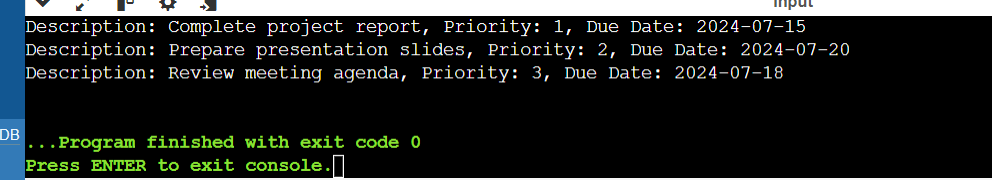 input
Description: Complete project report, Priority: 1, Due Date: 2024-07-15
Description: Prepare presentation slides, Priority: 2, Due Date: 2024-07-20
Description: Review meeting agenda, Priority: 3, Due Date: 2024-07-18
DB
...Program finished with exit code 0
Press ENTER to exit console.